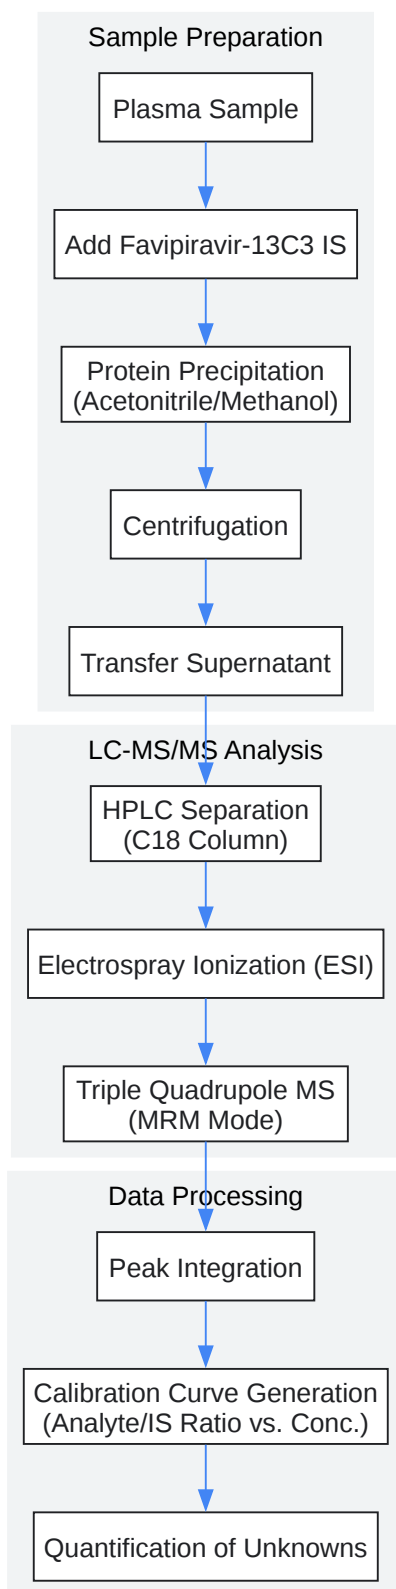 Sample Preparation
Plasma Sample
Add Favipiravir-13C3 IS
Protein Precipitation
(Acetonitrile/Methanol)
Centrifugation
Transfer Supernatant
LC-MS/MS Analysis
HPLC Separation
(C18 Column)
Electrospray Ionization (ESI)
Triple Quadrupole MS
(MRM Mode)
Data Processing
Peak Integration
Calibration Curve Generation
(Analyte/IS Ratio vs. Conc.)
Quantification of Unknowns